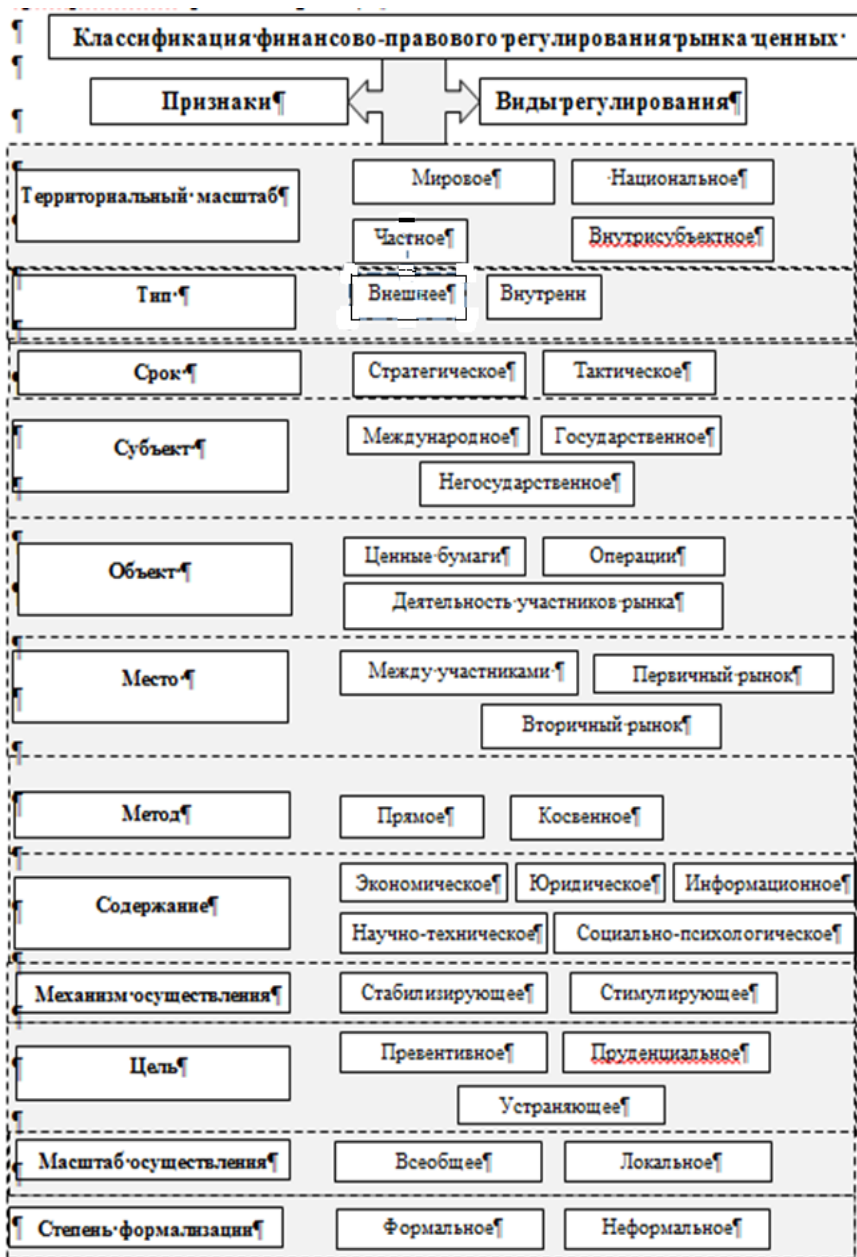 Классификация финансово-правового регулирования рынка ценных
Признаки¶ Виды регулирования¶
Территориальный масштаб¶ Мировое¶ Национальное¶
Частное¶ Внутрисубъектное¶
Тип ¶ Внешнее¶ Внутренн
Срок ¶ Стратегическое¶ Тактическое¶
Субъект ¶ Международное¶ Государственное¶
Негосударственное¶
Объект ¶ Ценные бумаги¶ Операции¶
Деятельность участников рынка¶
Место ¶ Между участниками ¶ Первичный рынок¶
Вторичный рынок¶
Метод¶ Прямое¶ Косвенное¶
Содержание¶ Экономическое¶ Юридическое¶ Информационное¶
Научно-техническое¶ Социально-психологическое¶
Механизм осуществления¶ Стабилизирующее¶ Стимулирующее¶
Цель¶ Превентивное¶ Пруденциальное¶
Устраняющее¶
Масштаб осуществления¶ Всеобщее¶ Локальное¶
Степень формализации¶ Формальное¶ Неформальное¶